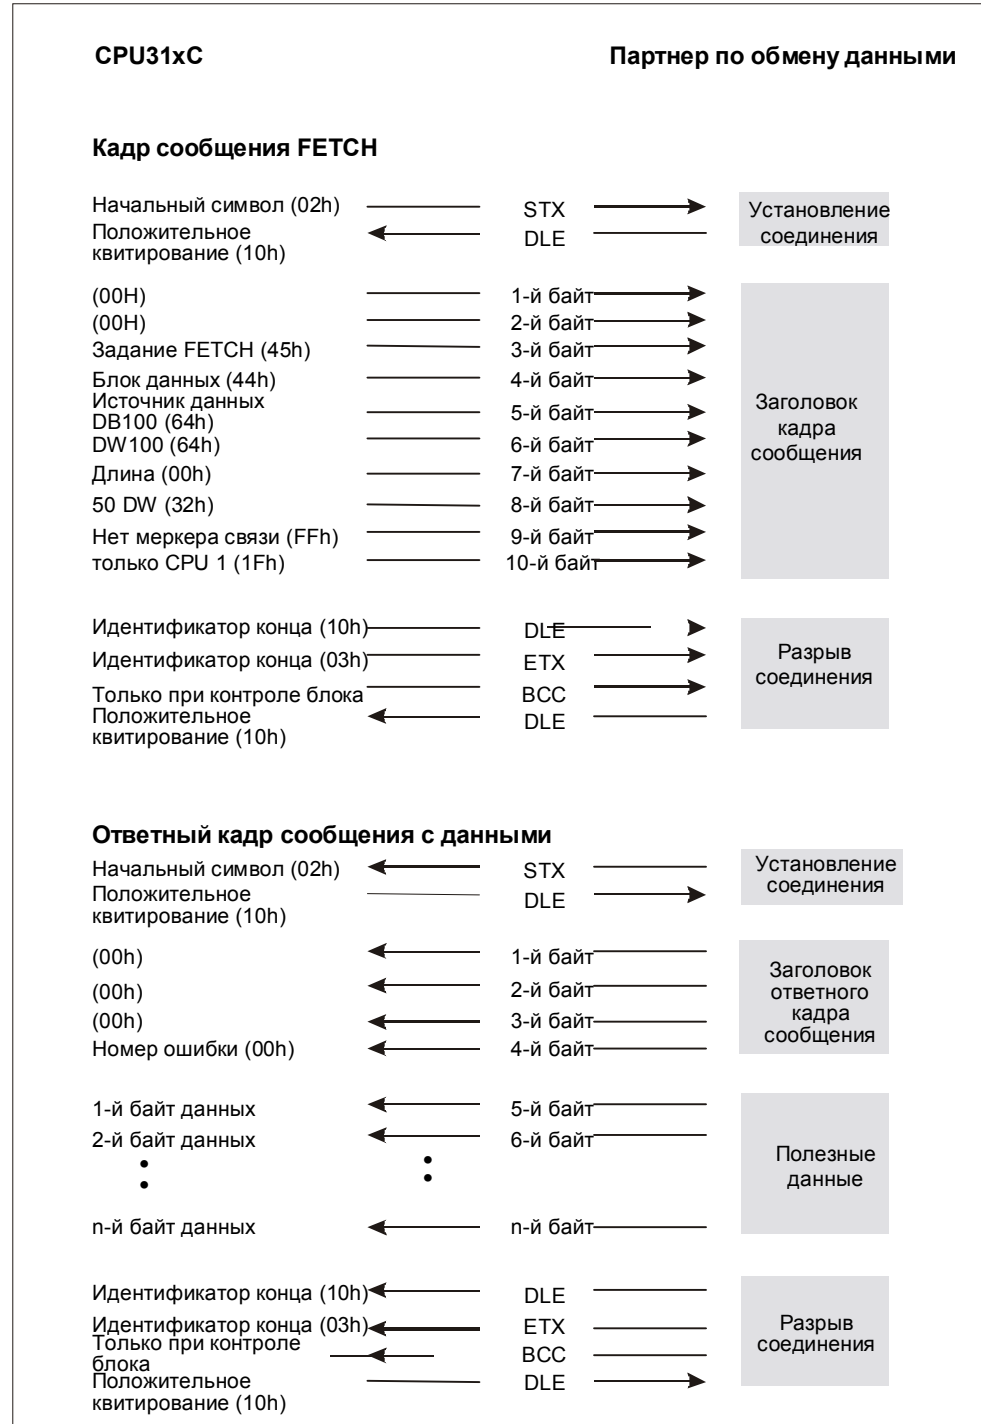 CPU31xC Партнер по обмену данными
Кадр сообщения FETCH
Начальный символ (02h) STX Установление
Положительное DLE соединения
квитирование (10h)
(00H) 1-й байт
(00H) 2-й байт
Задание FETCH (45h) 3-й байт
Блок данных (44h) 4-й байт
Источник данных
DB100 (64h) 5-й байт Заголовок
DW100 (64h) 6-й байт кадра
сообщения
Длина (00h) 7-й байт
50 DW (32h) 8-й байт
Нет меркера связи (FFh) 9-й байт
только CPU 1 (1Fh) 10-й байт
Идентификатор конца (10h) DLE
Идентификатор конца (03h) ETX Разрыв
соединения
Только при контроле блока BCC
Положительное DLE
квитирование (10h)
Ответный кадр сообщения с данными
Начальный символ (02h) STX Установление
соединения
Положительное DLE
квитирование (10h)
(00h) 1-й байт Заголовок
(00h) 2-й байт ответного
(00h) 3-й байт кадра
Номер ошибки (00h) 4-й байт сообщения
1-й байт данных 5-й байт
2-й байт данных 6-й байт Полезные
данные
n-й байт данных n-й байт
Идентификатор конца (10h) DLE
Идентификатор конца (03h) ETX Разрыв
Только при контроле BCC соединения
блока
Положительное DLE
квитирование (10h)